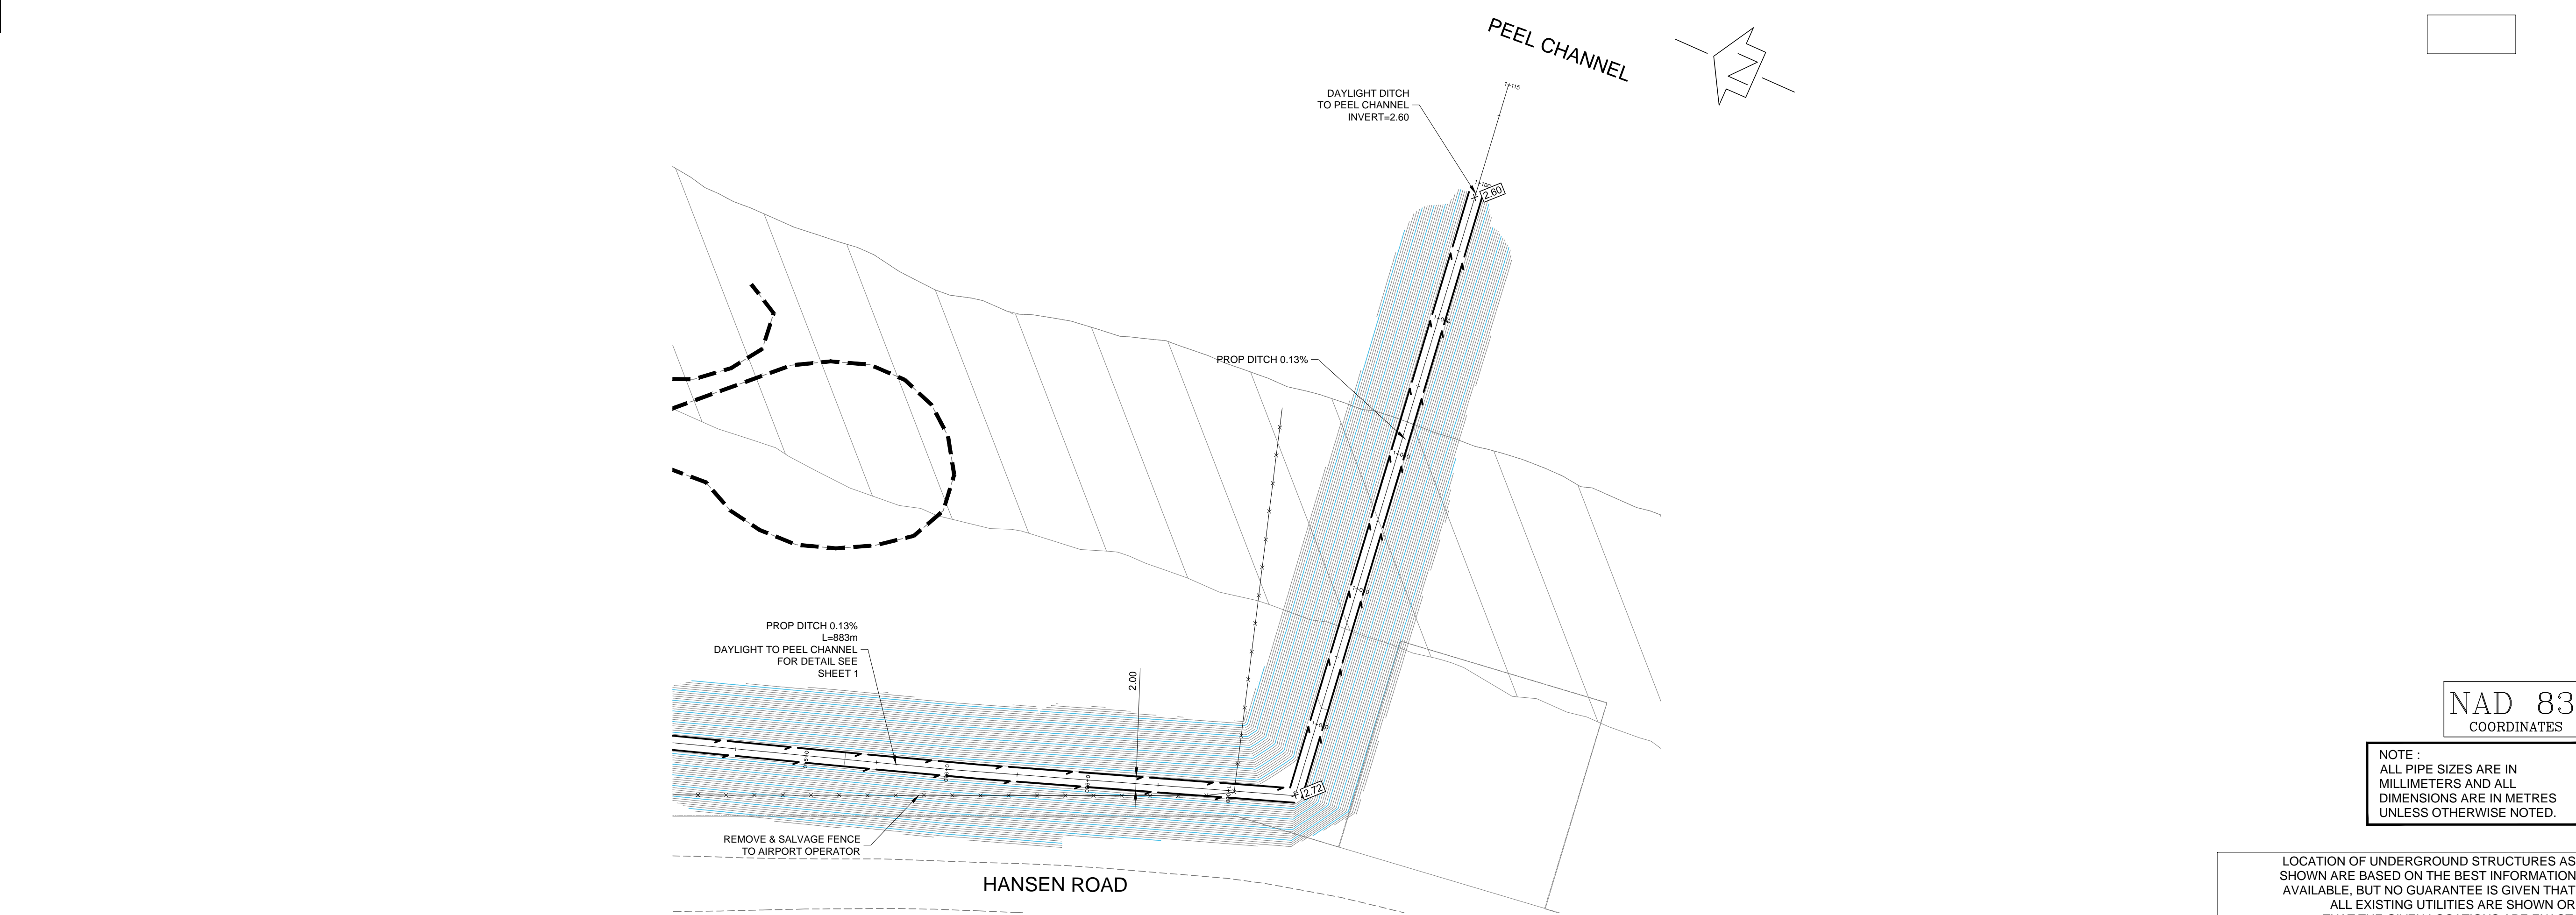 PEEL CHANNEL
N
DAYLIGHT DITCH
TO PEEL CHANNEL
INVERT=2.60
1+115
1+100
2.60
PROP DITCH 0.13%
PROP DITCH 0.13%
L=883m
DAYLIGHT TO PEEL CHANNEL
FOR DETAIL SEE
SHEET 1
2.00
2.72
REMOVE & SALVAGE FENCE
TO AIRPORT OPERATOR
HANSEN ROAD
NAD 83
COORDINATES
NOTE :
ALL PIPE SIZES ARE IN
MILLIMETERS AND ALL
DIMENSIONS ARE IN METRES
UNLESS OTHERWISE NOTED.
LOCATION OF UNDERGROUND STRUCTURES AS
SHOWN ARE BASED ON THE BEST INFORMATION
AVAILABLE, BUT NO GUARANTEE IS GIVEN THAT
ALL EXISTING UTILITIES ARE SHOWN OR